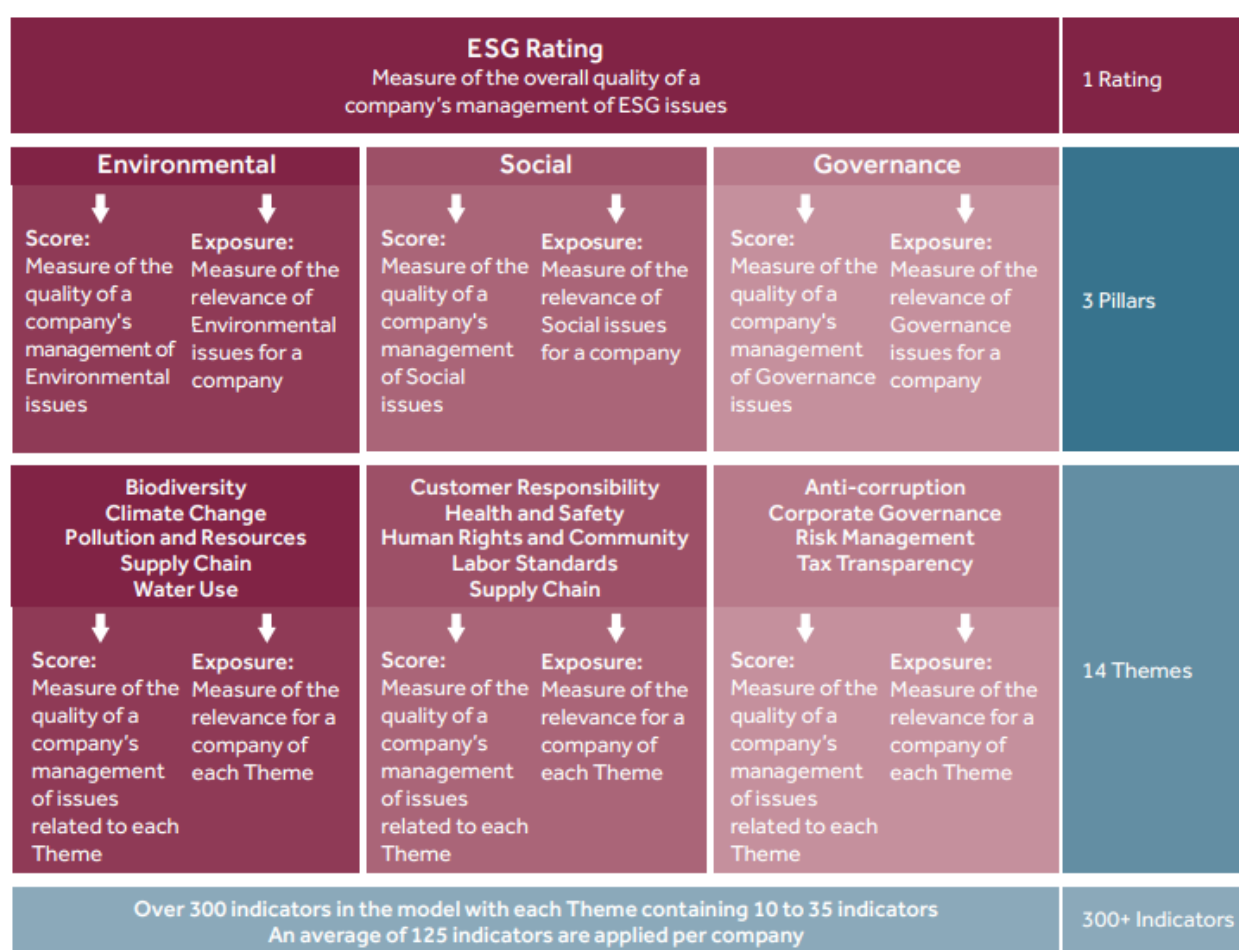 ESG Rating
Measure of the overall quality of a
company's management of ESG issues
1 Rating
Environmental
Score:
Measure of the
quality of a
company's
management of
Environmental
issues
Exposure:
Measure of the
relevance of
Environmental
issues for a
company
Social
Score:
Measure of the
quality of a
company's
management
of Social
issues
Exposure:
Measure of the
relevance of
Social issues
for a company
Governance
Score:
Measure of the
quality of a
company's
management
of Governance
issues
Exposure:
Measure of the
relevance of
Governance
issues for a
company
3 Pillars
Biodiversity
Climate Change
Pollution and Resources
Supply Chain
Water Use
Score:
Measure of the
quality of a
company's
management
of issues
related to each
Theme
Exposure:
Measure of the
relevance for a
company of
each Theme
Customer Responsibility
Health and Safety
Human Rights and Community
Labor Standards
Supply Chain
Score:
Measure of the
quality of a
company's
management
of issues
related to each
Theme
Exposure:
Measure of the
relevance for a
company of
each Theme
Anti-corruption
Corporate Governance
Risk Management
Tax Transparency
Score:
Measure of the
quality of a
company's
management
of issues
related to each
Theme
Exposure:
Measure of the
relevance for a
company of
each Theme
14 Themes
Over 300 indicators in the model with each Theme containing 10 to 35 indicators
An average of 125 indicators are applied per company
300+ Indicators